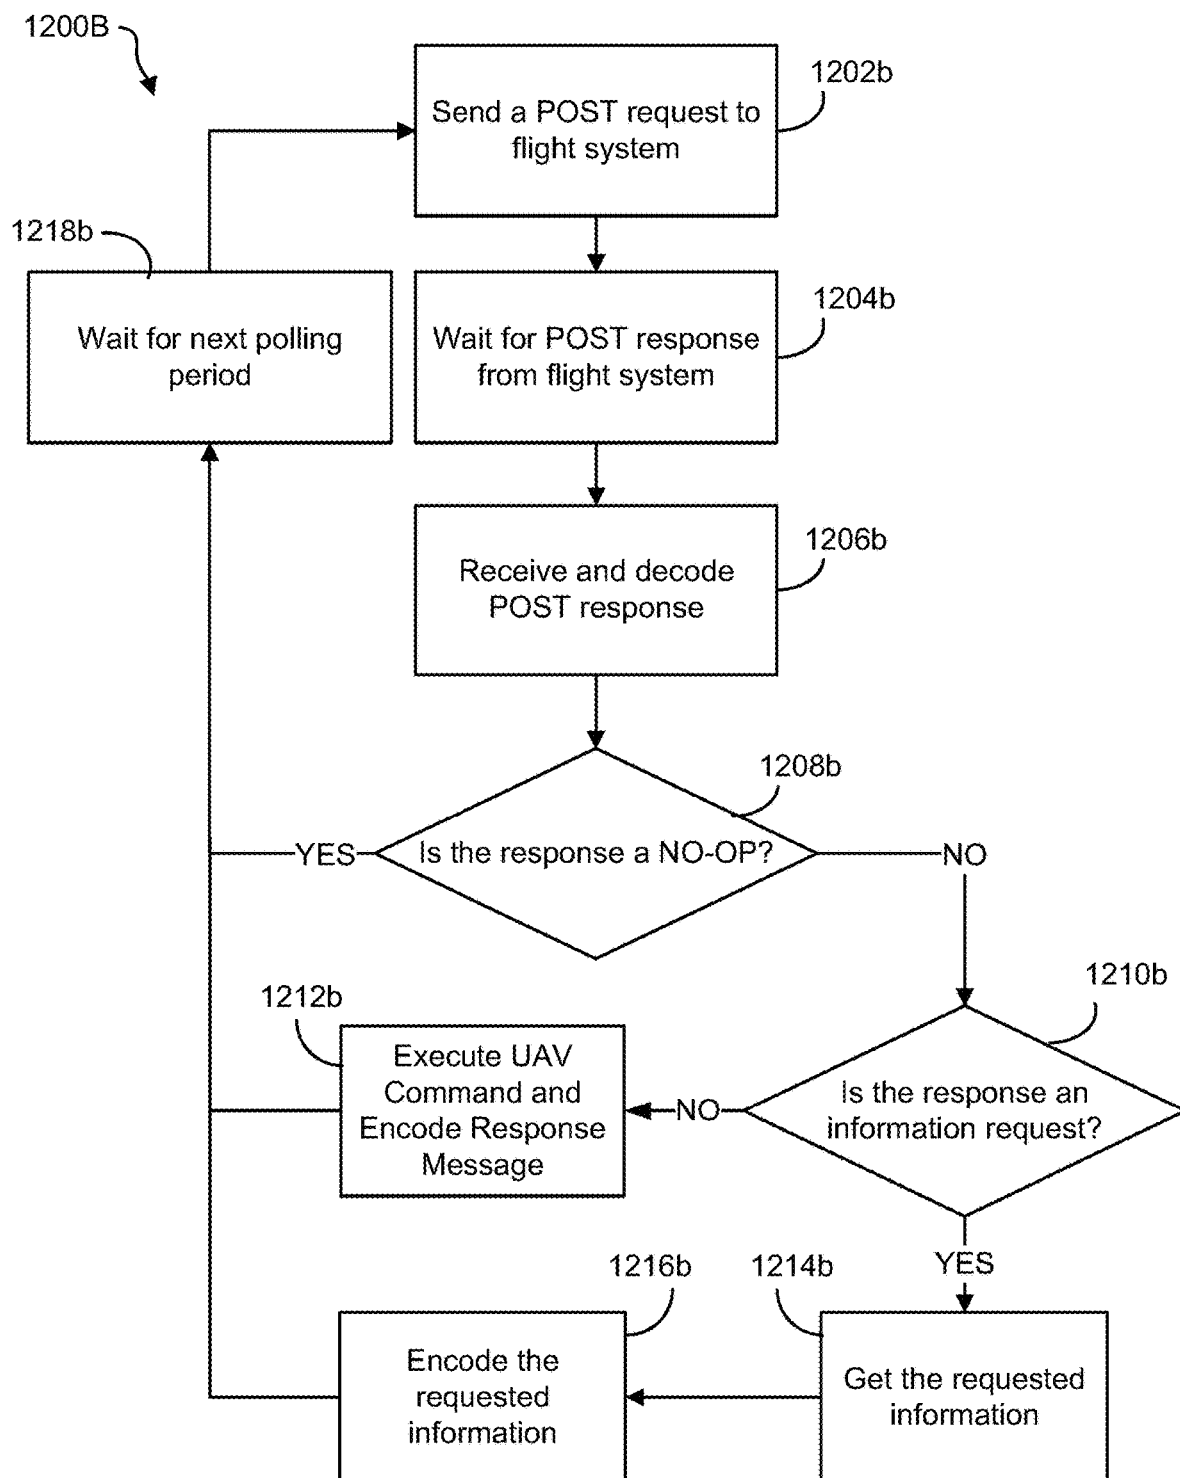 1200B
1202b
Send a POST request to
flight system
1218b
Wait for next polling
period
1204b
Wait for POST response
from flight system
1206b
Receive and decode
POST response
1208b
YES
Is the response a NO-OP?
NO
1210b
1212b
Execute UAV
Command and
Encode Response
Message
NO
Is the response an
information request?
YES
1216b
1214b
Encode the
requested
information
Get the requested
information